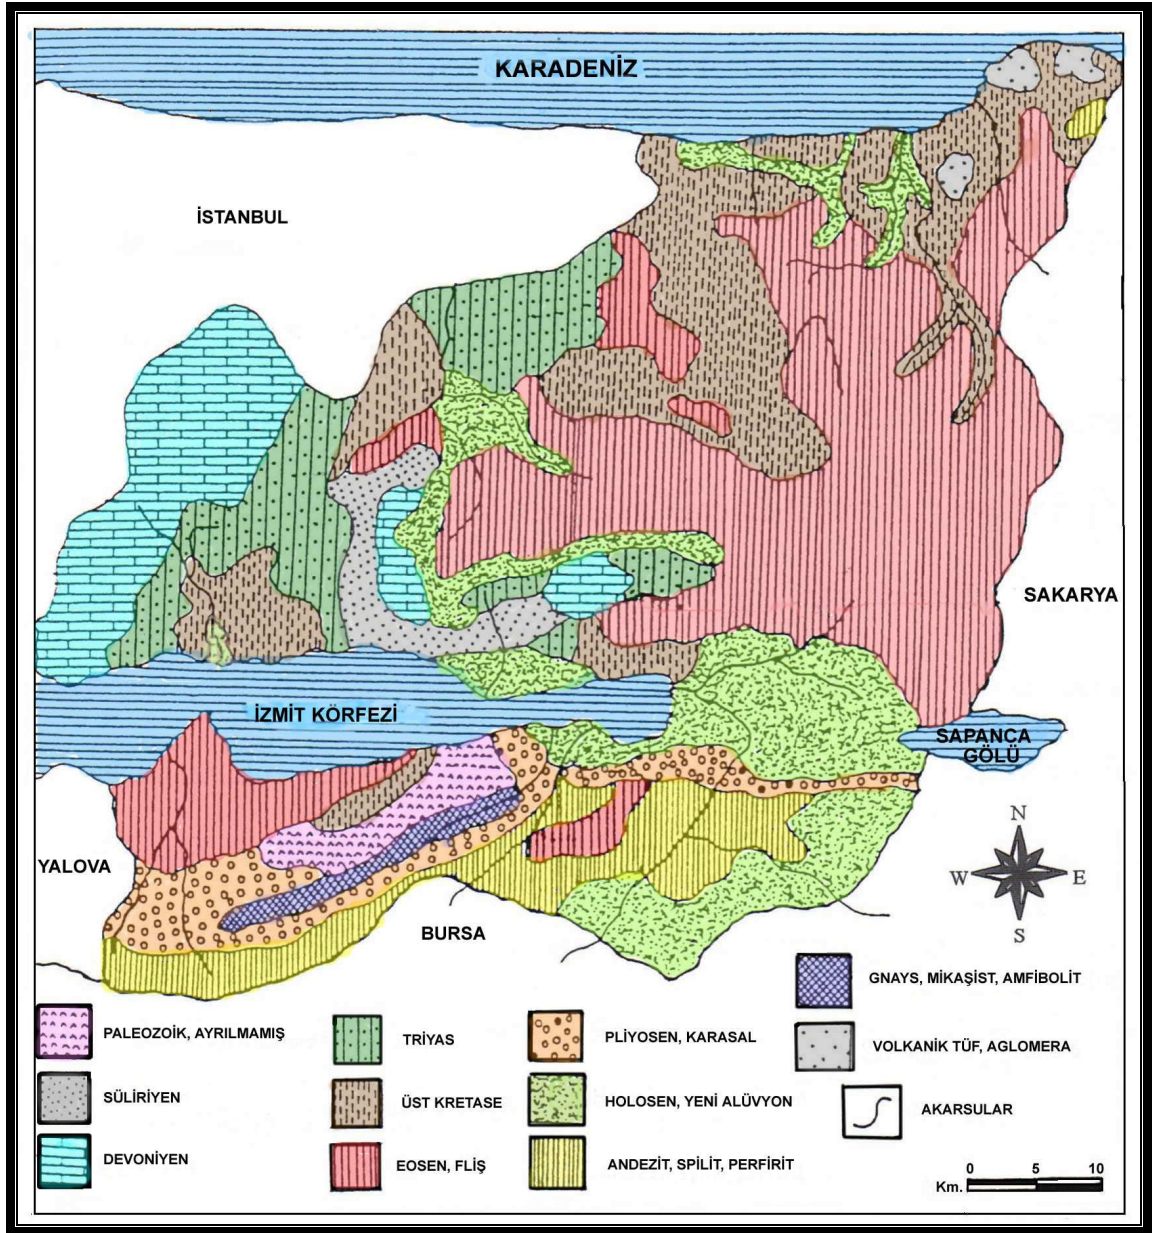 KARADENİZ
İSTANBUL
SAKARYA
İZMİT KÖRFEZİ
SAPANCA
GÖLÜ
YALOVA
BURSA
N
W
E
S
GNAYS, MİKAŞİST, AMFİBOLİT
PALEOZOİK, AYRILMAMIŞ
TRİYAS
PLİYOSEN, KARASAL
VOLKANİK TÜF, AGLOMERA
SÜLİRİYEN
ÜST KRETASE
HOLOSEN, YENİ ALÜVYON
AKARSULAR
DEVONİYEN
EOSEN, FLİŞ
ANDEZİT, SPİLİT, PERFİRİT
0 5 10
Km.